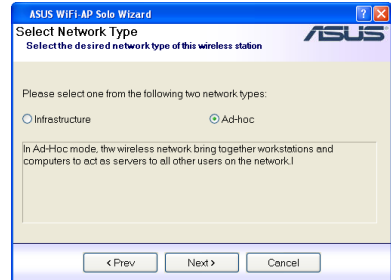 ASUS WiFi-AP Solo Wizard
Select Network Type
Select the desired network type of this wireless station
ASUS
Please select one from the following two network types:
Infrastructure
Ad-hoc
In Ad-Hoc mode, thw wireless network bring together workstations and
computers to act as servers to all other users on the network.l
< Prev
Next >
Cancel